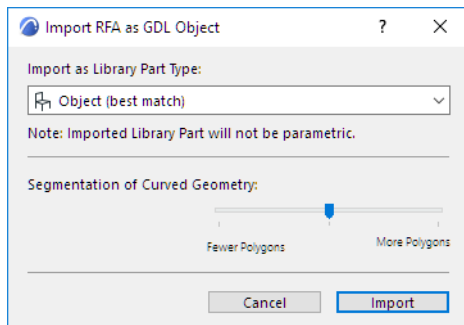 Import RFA as GDL Object
Import as Library Part Type:
Object (best match)
Note: Imported Library Part will not be parametric.
Segmentation of Curved Geometry:
Fewer Polygons More Polygons
Cancel Import